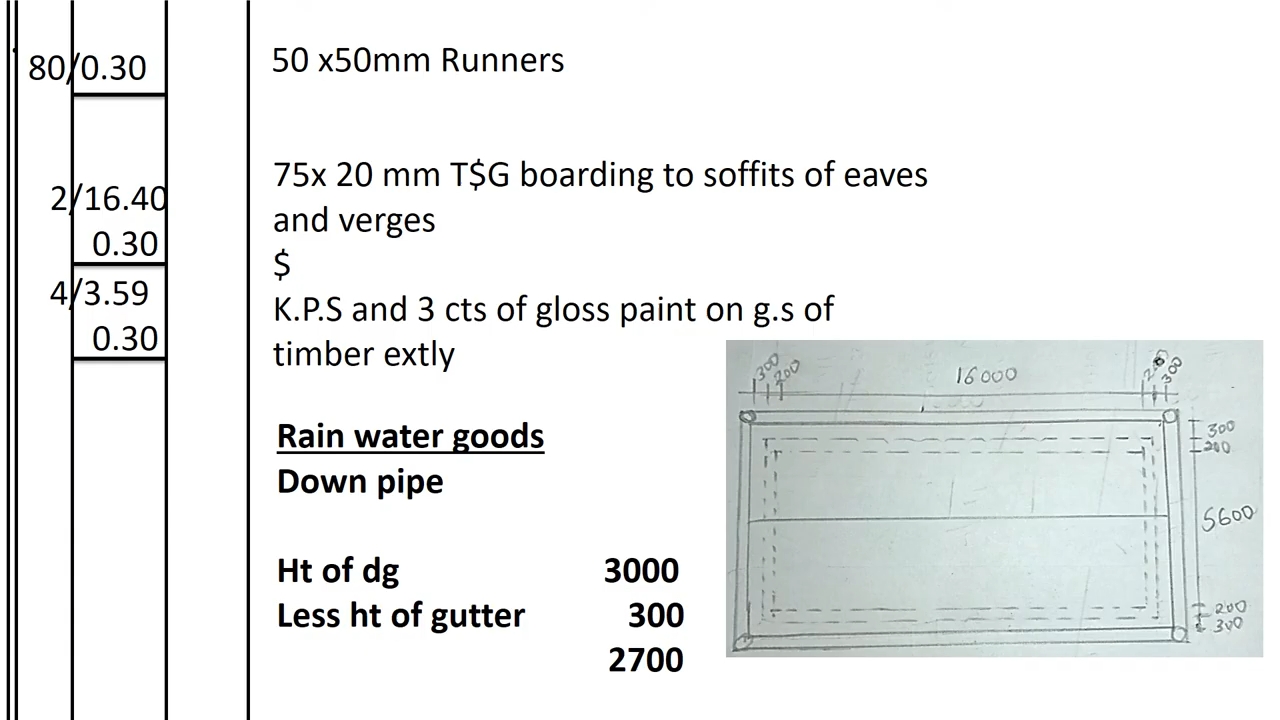 80/0.30
50 x50mm Runners
2/16.40
0.30
75x 20 mm T$G boarding to soffits of eaves
and verges
$
4/3.59
0.30
K.P.S and 3 cts of gloss paint on g.s of
timber extly
Rain water goods
Down pipe
Ht of dg 3000
Less ht of gutter 300
2700
300
200
16000
300
300
200
5600
200
300